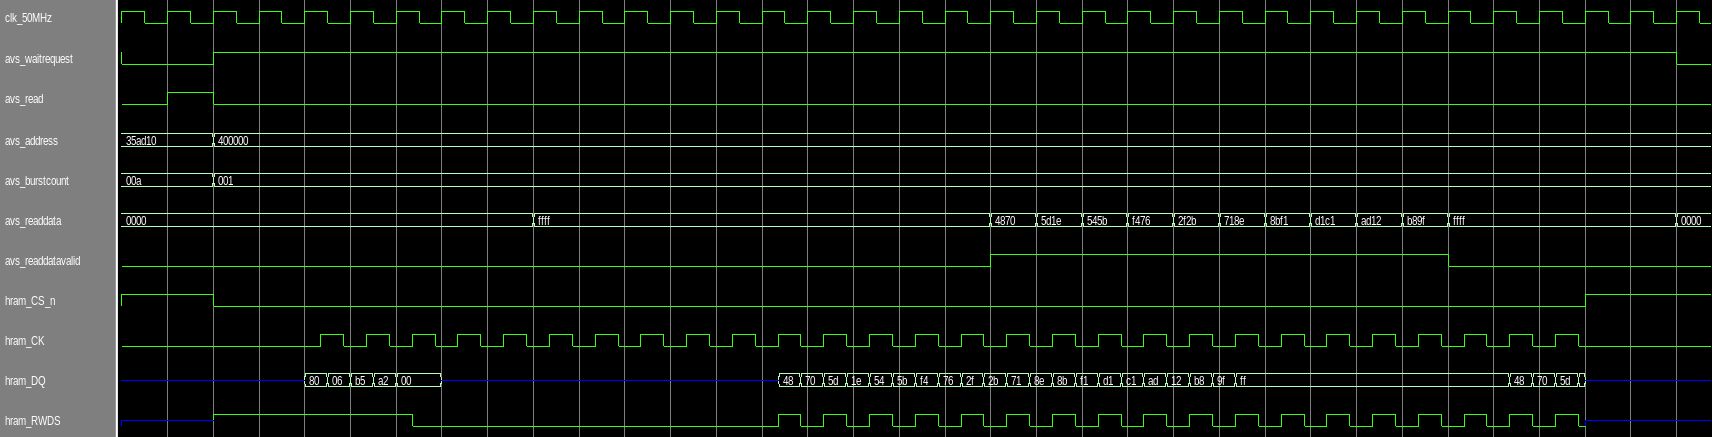 clk_50MHz
avs_waitrequest
avs_read
avs_address 35ad10 400000
avs_burstcount 00a 001
avs_readdata 0000 ffff 4870 5d1e 545b f476 2f2b 718e 8bf1 d1c1 ad12 b89f ffff 0000
avs_readdatavalid
hram_CS_n
hram_CK
hram_DQ 80 06 b5 a2 00 48 70 5d 1e 54 5b f4 76 2f 2b 71 8e 8b f1 d1 c1 ad 12 b8 9f ff 48 70 5d
hram_RWDS